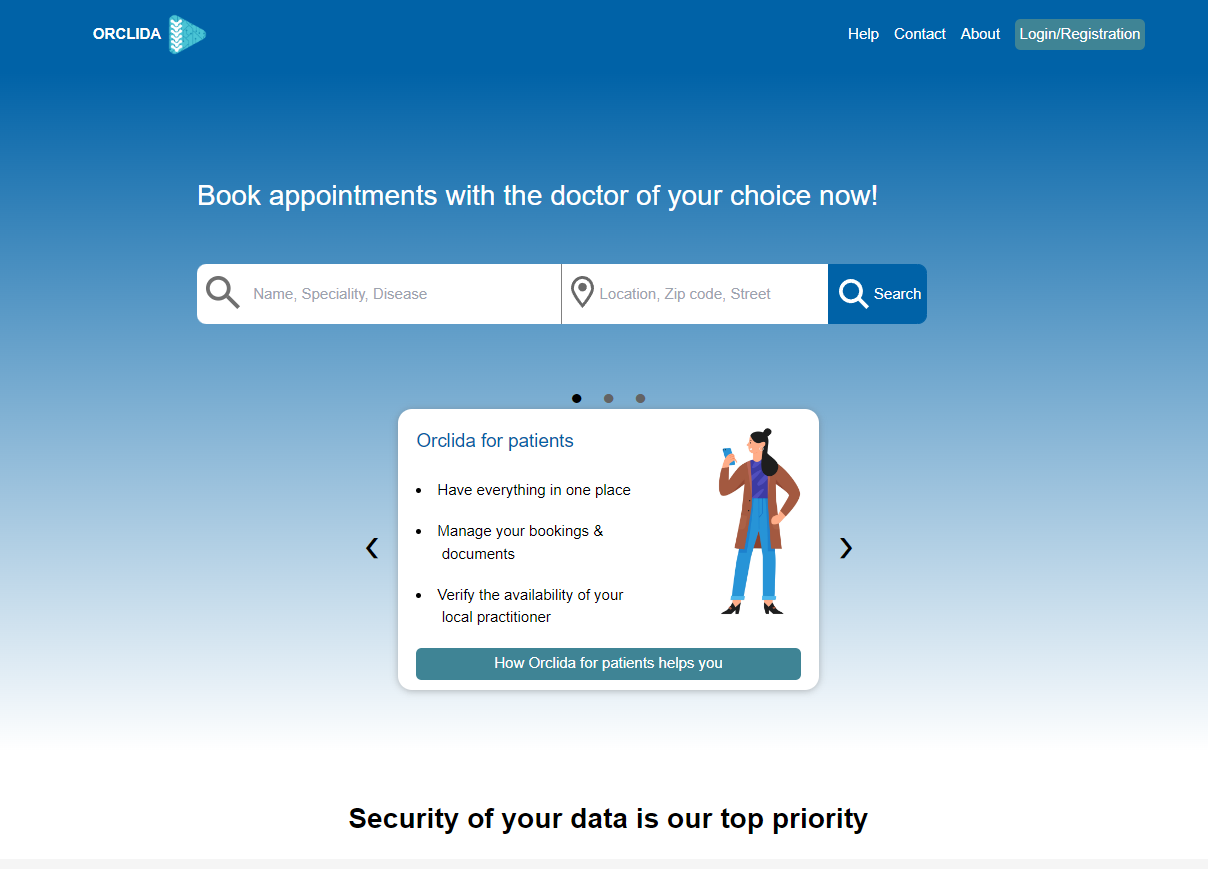 ORCLIDA
Help Contact About Login/Registration
Book appointments with the doctor of your choice now!
Name, Speciality, Disease
Location, Zip code, Street
Search
Orclida for patients
Have everything in one place
Manage your bookings &
documents
Verify the availability of your
local practitioner
How Orclida for patients helps you
Security of your data is our top priority